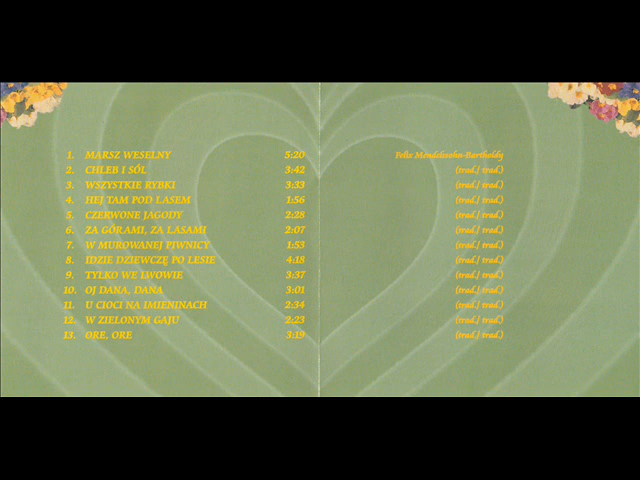 1. MARSZ WESELNY 5:20 Felix Mendelssohn-Bartholdy
2. CHLEB I SÓL 3:42 (trad./ trad.)
3. WSZYSTKIE RYBKI 3:33 (trad./ trad.)
4. HEJ TAM POD LASEM 1:56 (trad./ trad.)
5. CZERWONE JAGODY 2:28 (trad./ trad.)
6. ZA GÓRAMI, ZA LASAMI 2:07 (trad./ trad.)
7. W MUROWANEJ PIWNICY 1:53 (trad./ trad.)
8. IDZIE DZIEWCZĘ PO LESIE 4:18 (trad./ trad.)
9. TYLKO WE LWOWIE 3:37 (trad./ trad.)
10. OJ DANA, DANA 3:01 (trad./ trad.)
11. U CIOCI NA IMIENINACH 2:34 (trad./ trad.)
12. W ZIELONYM GAJU 2:23 (trad./ trad.)
13. ORE, ORE 3:19 (trad./ trad.)